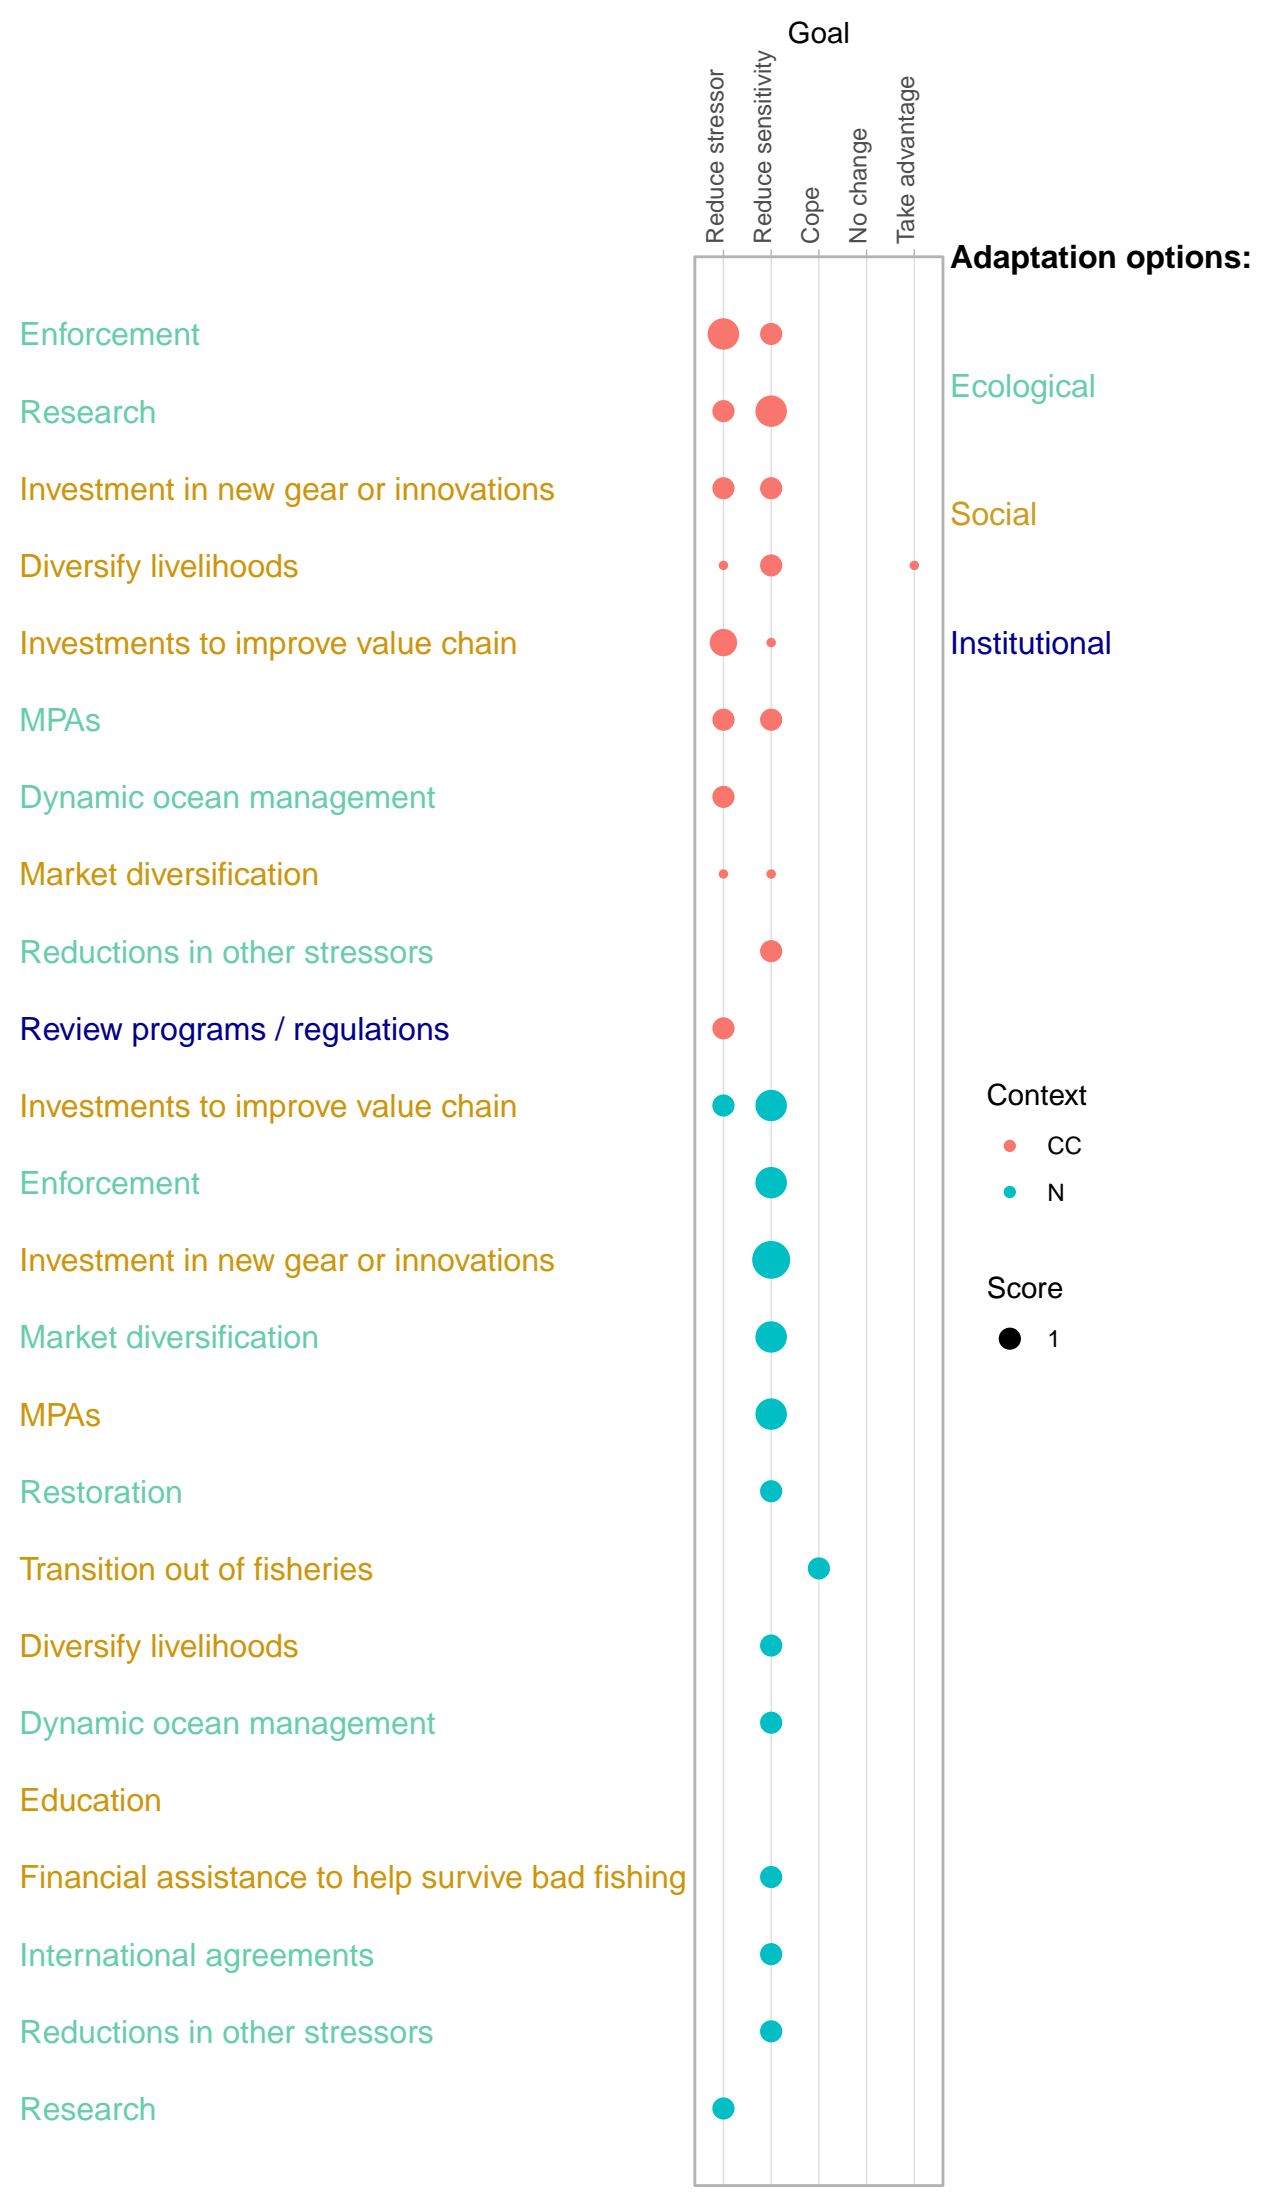 Goal
Reduce stressor
Reduce sensitivity
Cope
No change
Take advantage
Adaptation options:
Enforcement
Ecological
Research
Investment in new gear or innovations
Social
Diversify livelihoods
Investments to improve value chain
Institutional
MPAs
Dynamic ocean management
Market diversification
Reductions in other stressors
Review programs / regulations
Investments to improve value chain
Context
CC
Enforcement
N
Investment in new gear or innovations
Score
Market diversification
1
MPAs
Restoration
Transition out of fisheries
Diversify livelihoods
Dynamic ocean management
Education
Financial assistance to help survive bad fishing
International agreements
Reductions in other stressors
Research